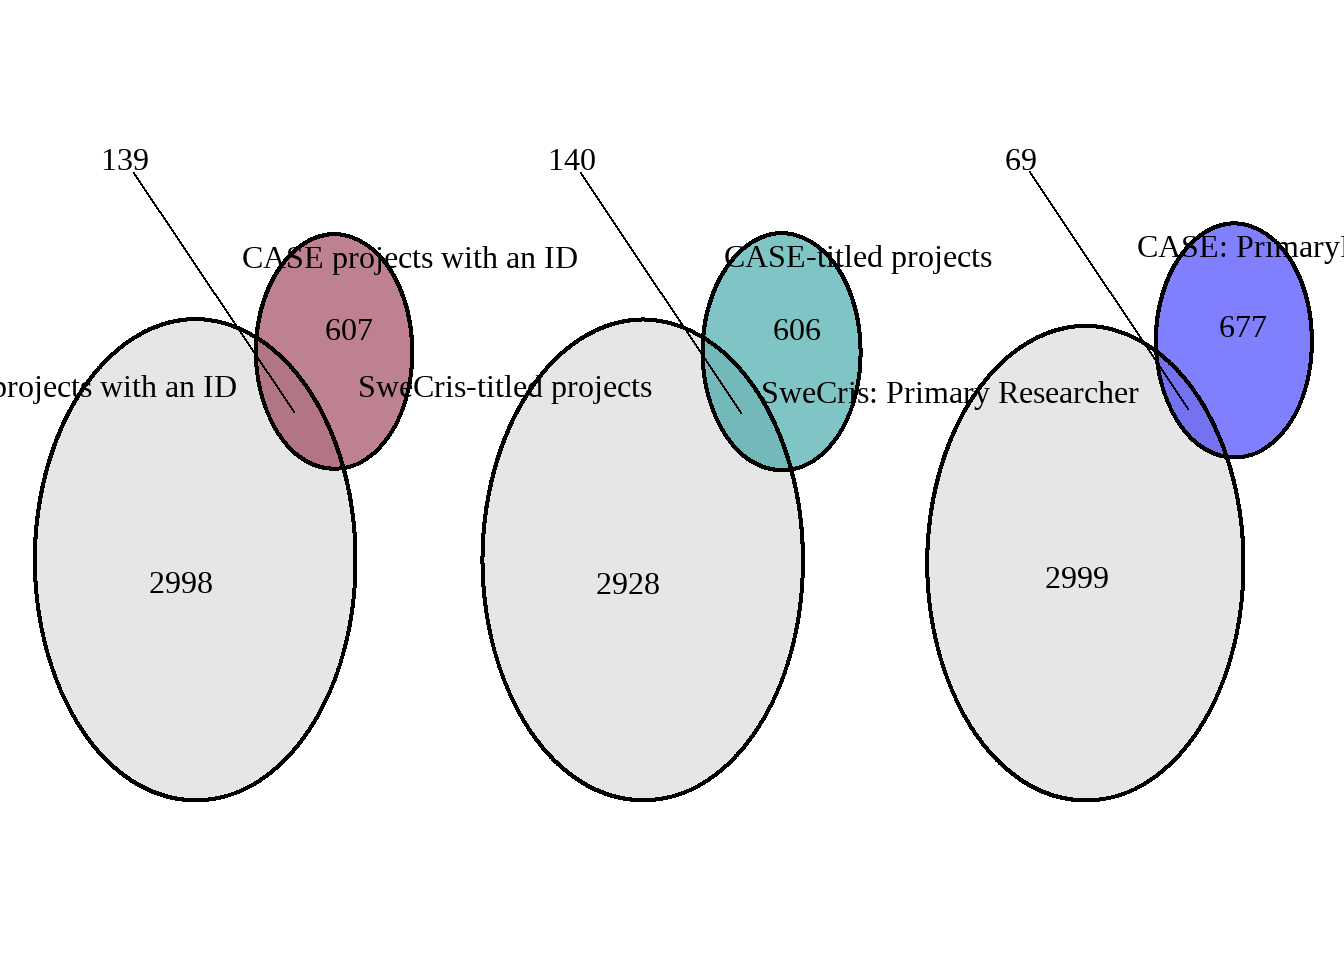 139
140
69
CASE projects with an ID
CASE-titled projects
CASE: Primary
607
606
677
projects with an ID
SweCris-titled projects
SweCris: Primary Researcher
2998
2928
2999